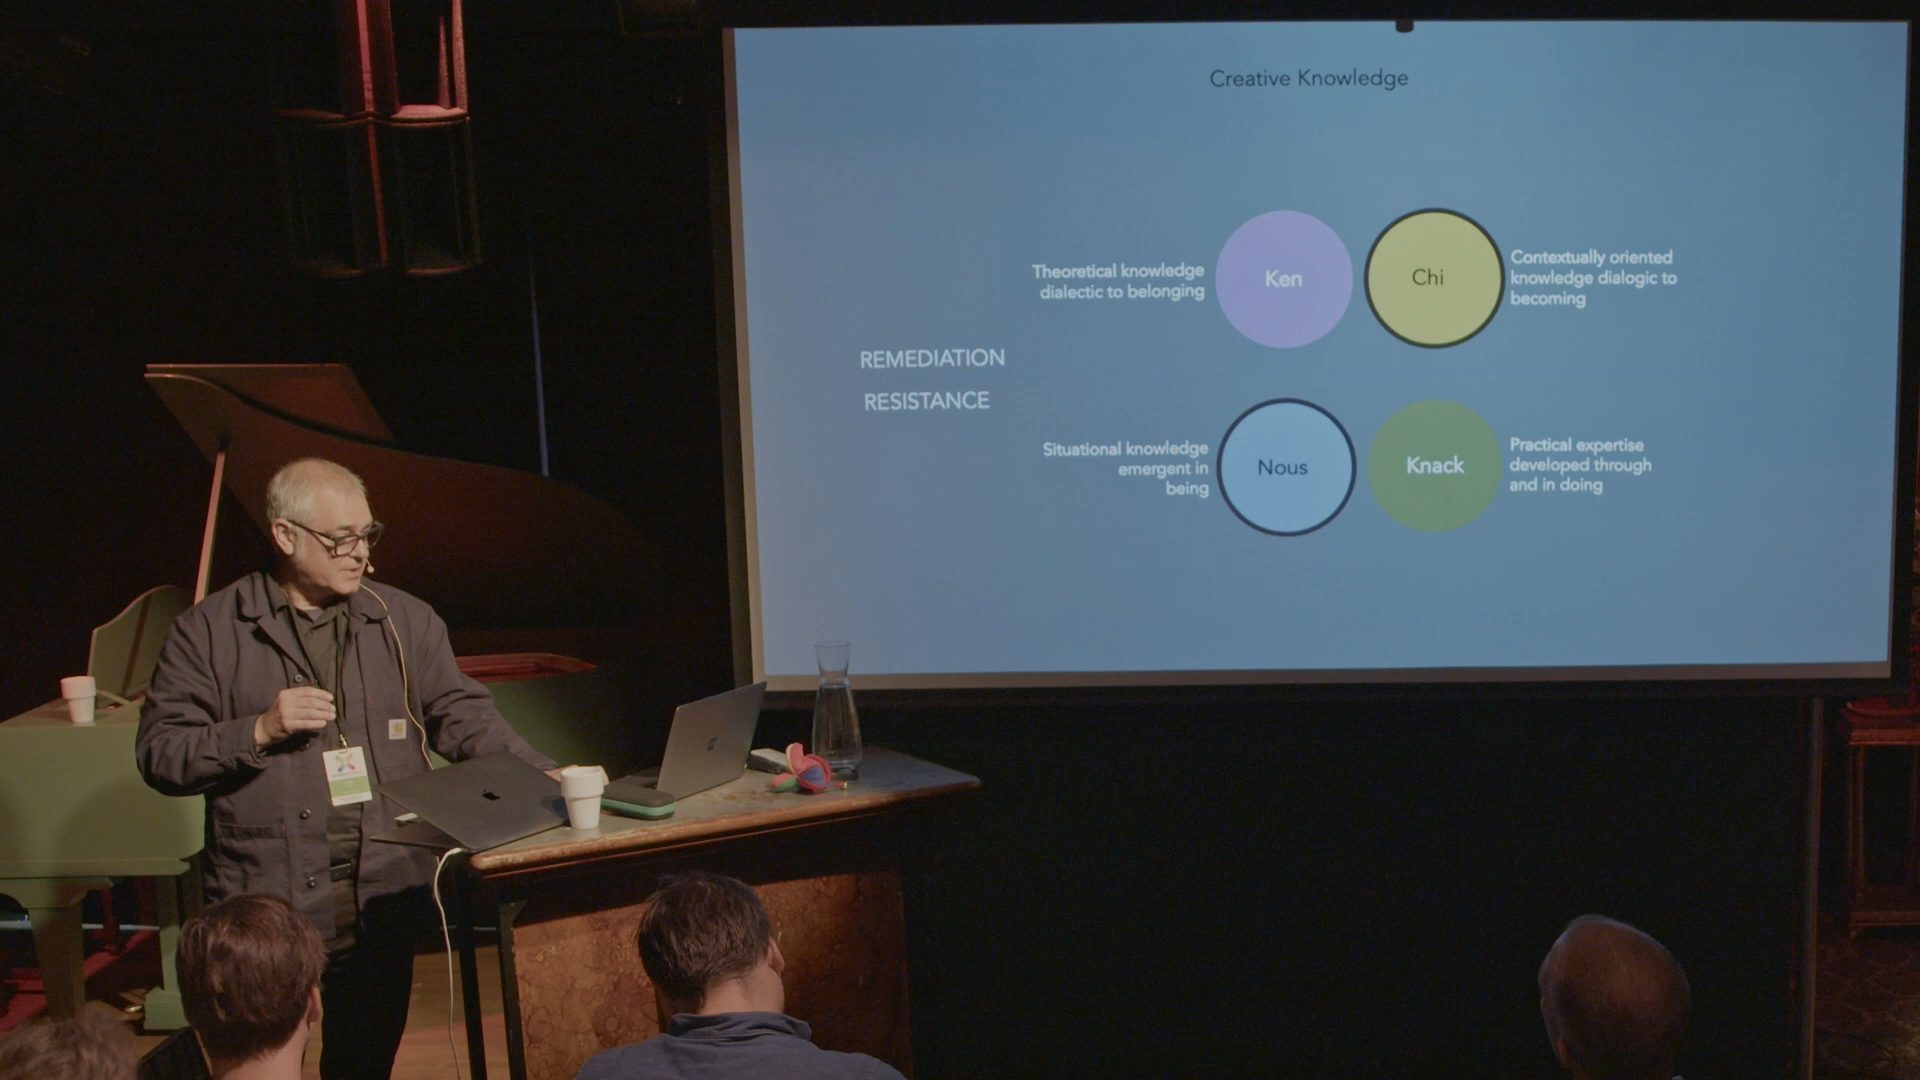 Creative Knowledge
Theoretical knowledge
dialectic to belonging
Ken
Chi
Contextually oriented
knowledge dialogic to
becoming
REMEDIATION
RESISTANCE
Situational knowledge
emergent in
being
Nous
Knack
Practical expertise
developed through
and in doing